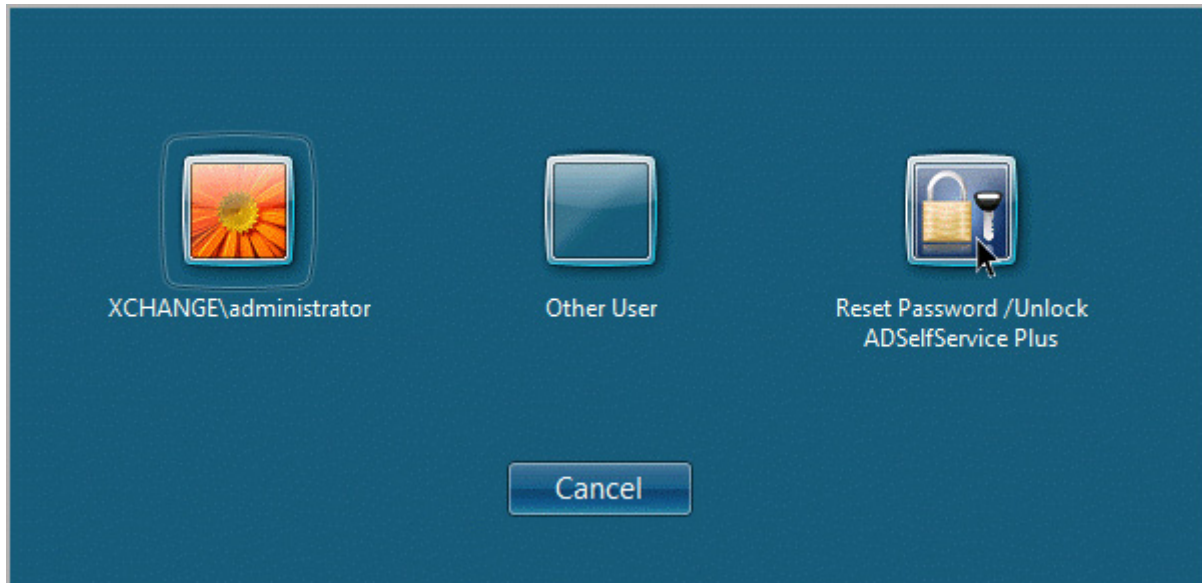 XCHANGE\administrator
Other User
Reset Password /Unlock
ADSelfService Plus
Cancel